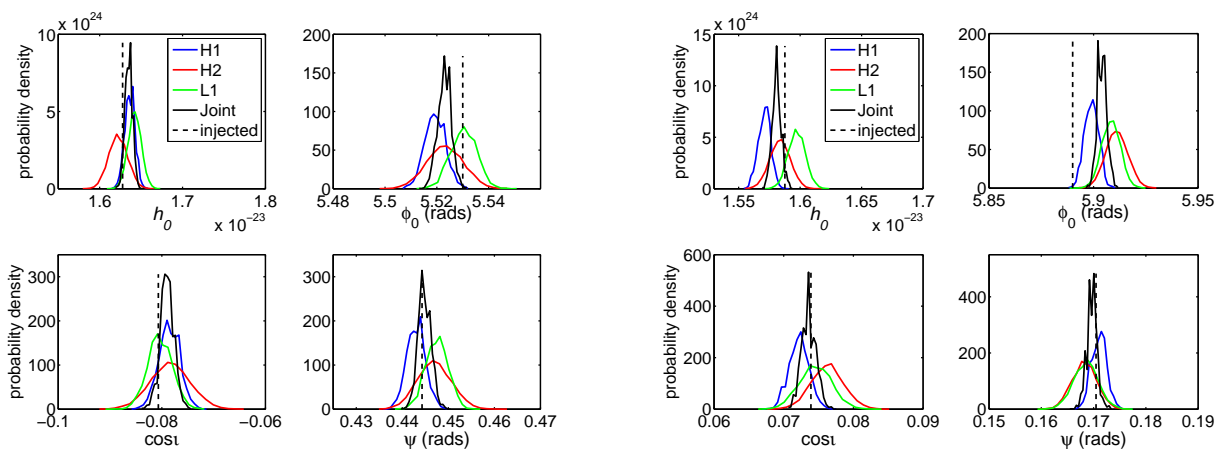 x 10^24
probability density
10
5
0
H1
H2
L1
Joint
injected
1.6 1.7 1.8
h_0
x 10^-23
200
150
100
50
0
5.48 5.5 5.52 5.54
ϕ_0 (rads)
x 10^24
probability density
15
10
5
0
H1
H2
L1
Joint
injected
1.55 1.6 1.65 1.7
h_0
x 10^-23
200
150
100
50
0
5.85 5.9 5.95
ϕ_0 (rads)
probability density
300
200
100
0
−0.1 −0.08 −0.06
cosι
300
200
100
0
0.43 0.44 0.45 0.46 0.47
ψ (rads)
probability density
600
400
200
0
0.06 0.07 0.08 0.09
cosι
400
200
0
0.15 0.16 0.17 0.18 0.19
ψ (rads)